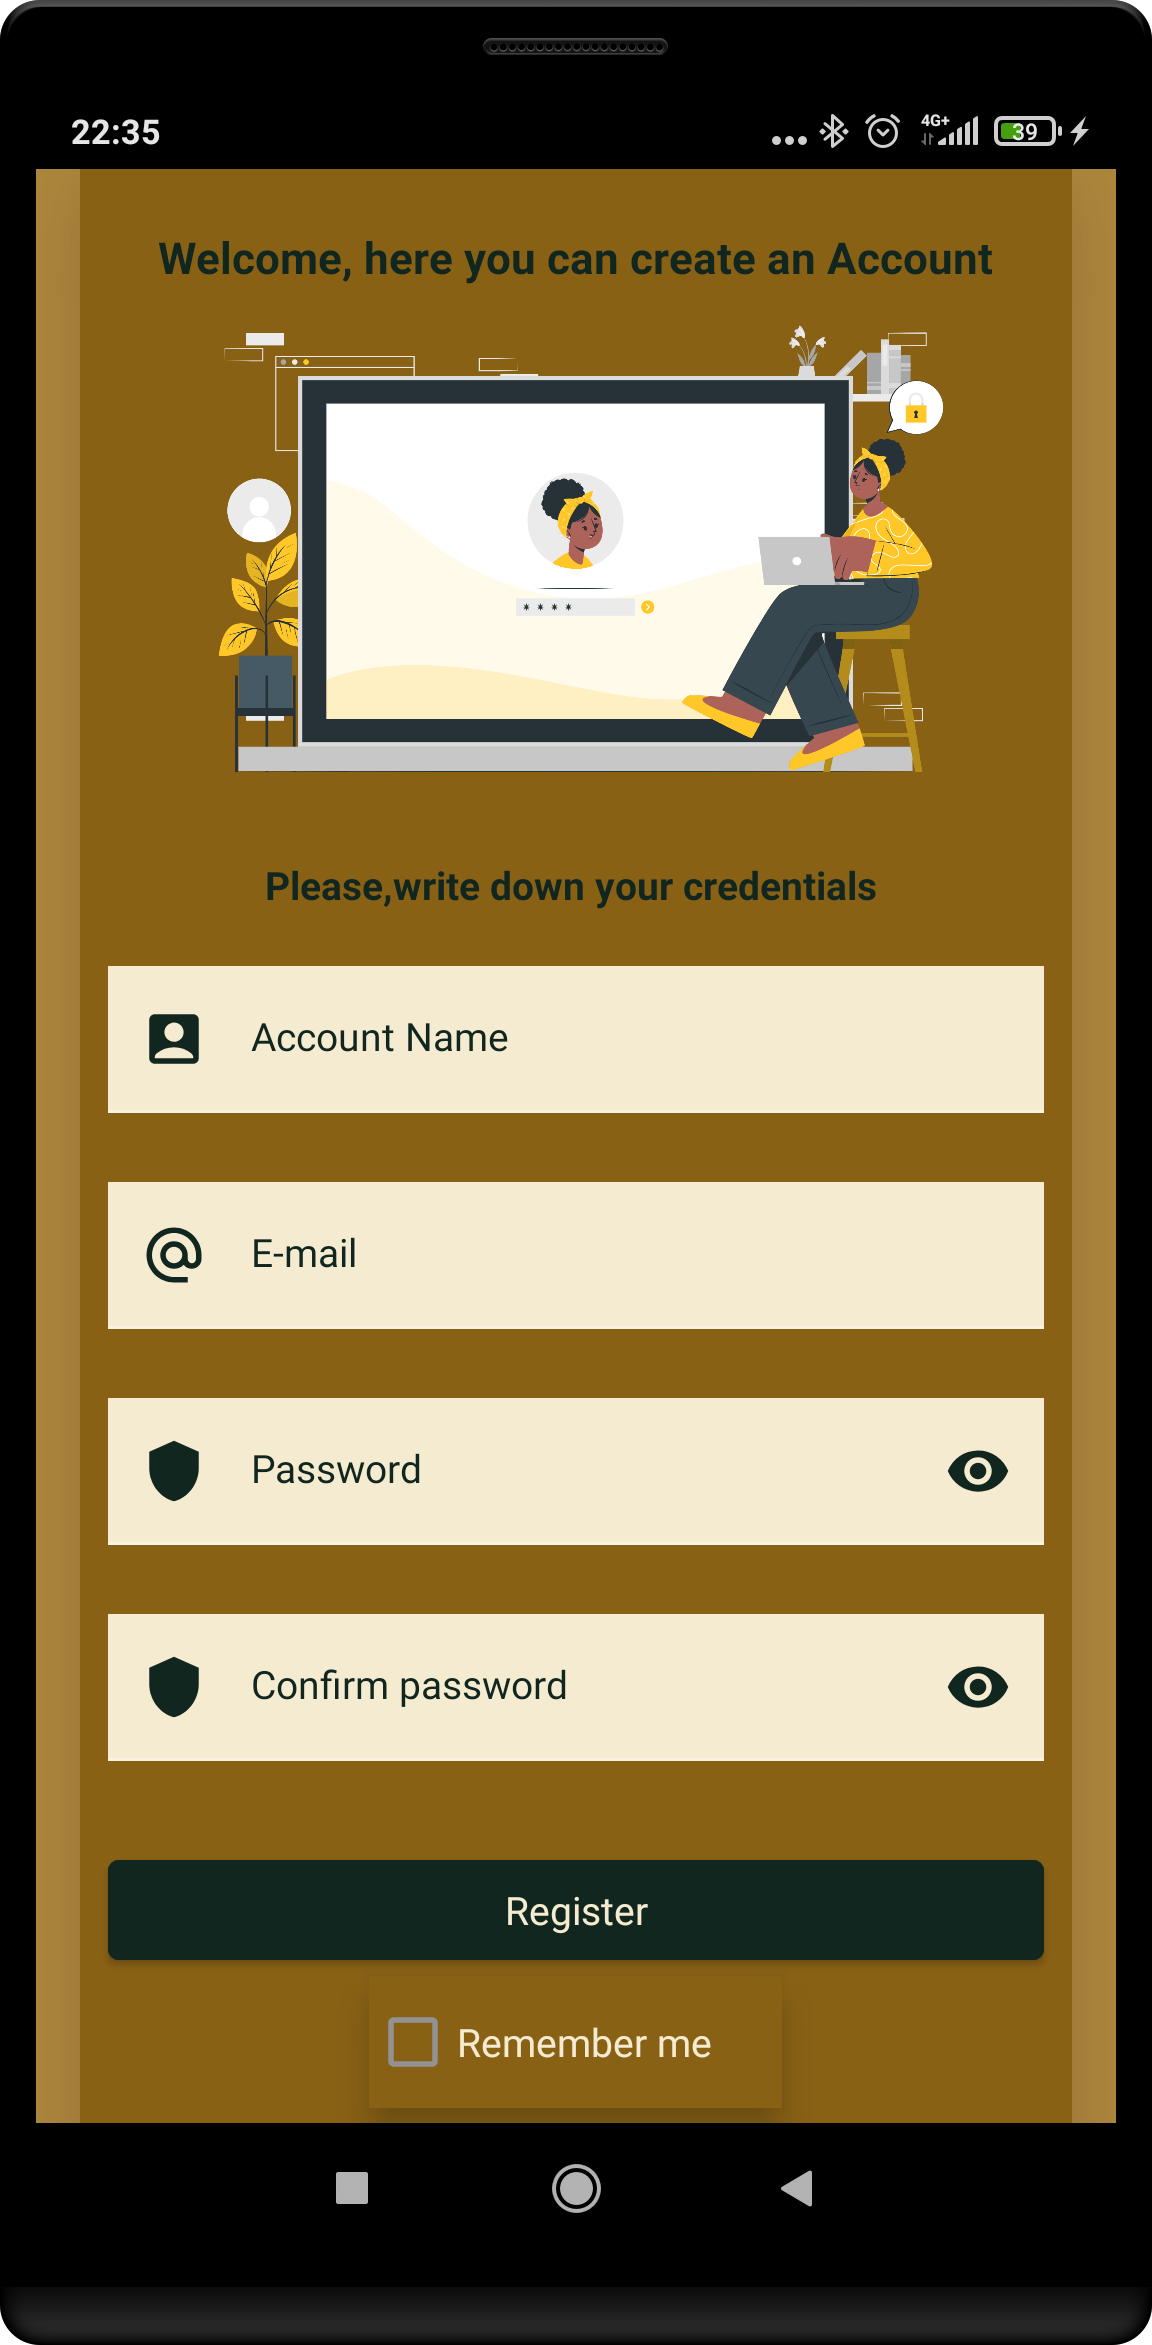 22:35
4G+
39
Welcome, here you can create an Account
* * * *
Please,write down your credentials
Account Name
E-mail
Password
Confirm password
Register
Remember me